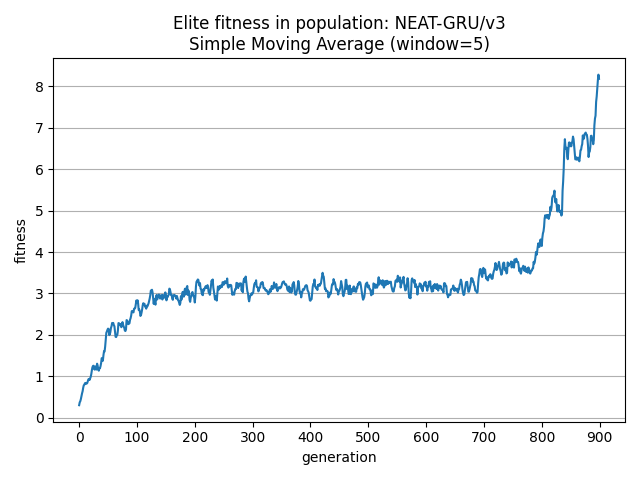 Elite fitness in population: NEAT-GRU/v3
Simple Moving Average (window=5)
8
7
6
5
4
3
2
1
0
fitness
0 100 200 300 400 500 600 700 800 900
generation